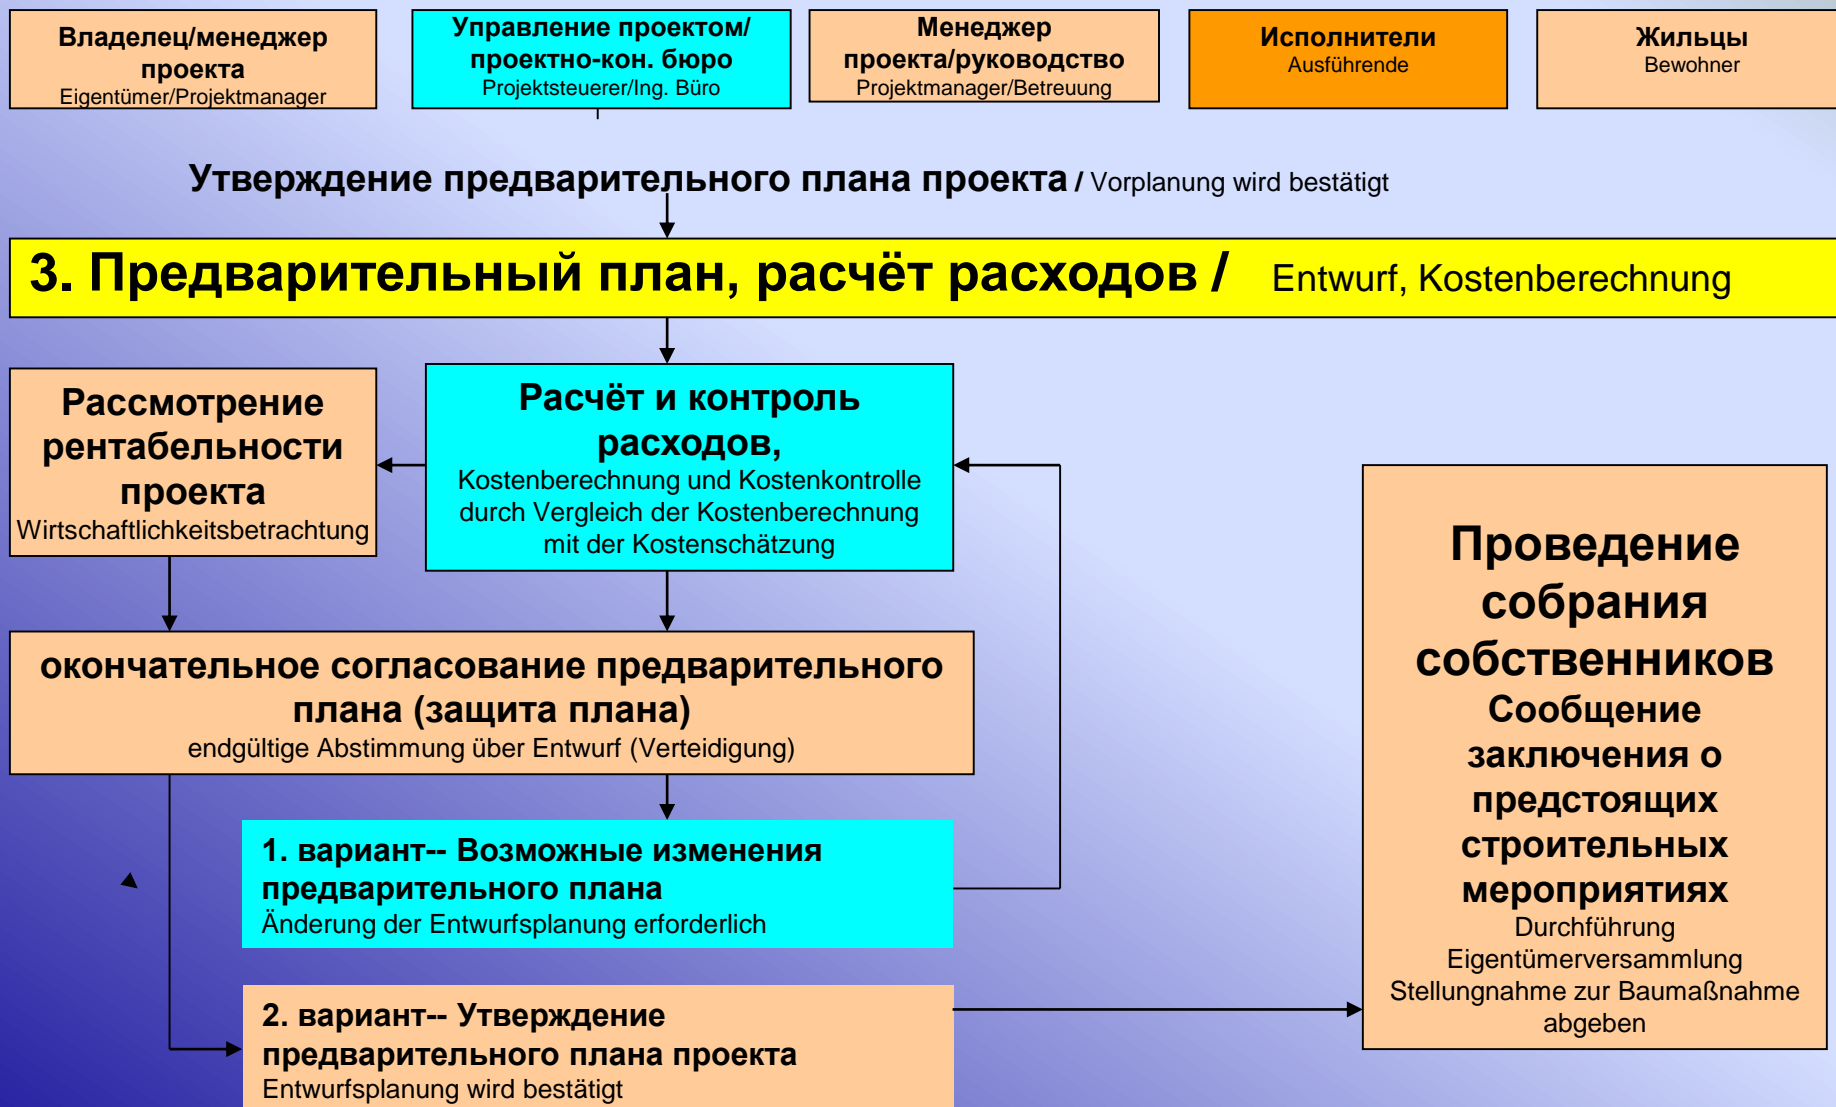 Владелец/менеджер
проекта
Eigentümer/Projektmanager
Управление проектом/
проектно-кон. бюро
Projektsteuerer/Ing. Büro
Менеджер
проекта/руководство
Projektmanager/Betreuung
Исполнители
Ausführende
Жильцы
Bewohner
Утверждение предварительного плана проекта / Vorplanung wird bestätigt
3. Предварительный план, расчёт расходов / Entwurf, Kostenberechnung
Рассмотрение
рентабельности
проекта
Wirtschaftlichkeitsbetrachtung
Расчёт и контроль
расходов,
Kostenberechnung und Kostenkontrolle
durch Vergleich der Kostenberechnung
mit der Kostenschätzung
окончательное согласование предварительного
плана (защита плана)
endgültige Abstimmung über Entwurf (Verteidigung)
1. вариант-- Возможные изменения
предварительного плана
Änderung der Entwurfsplanung erforderlich
2. вариант-- Утверждение
предварительного плана проекта
Entwurfsplanung wird bestätigt
Проведение
собрания
собственников
Сообщение
заключения о
предстоящих
строительных
мероприятиях
Durchführung
Eigentümerversammlung
Stellungnahme zur Baumaßnahme
abgeben